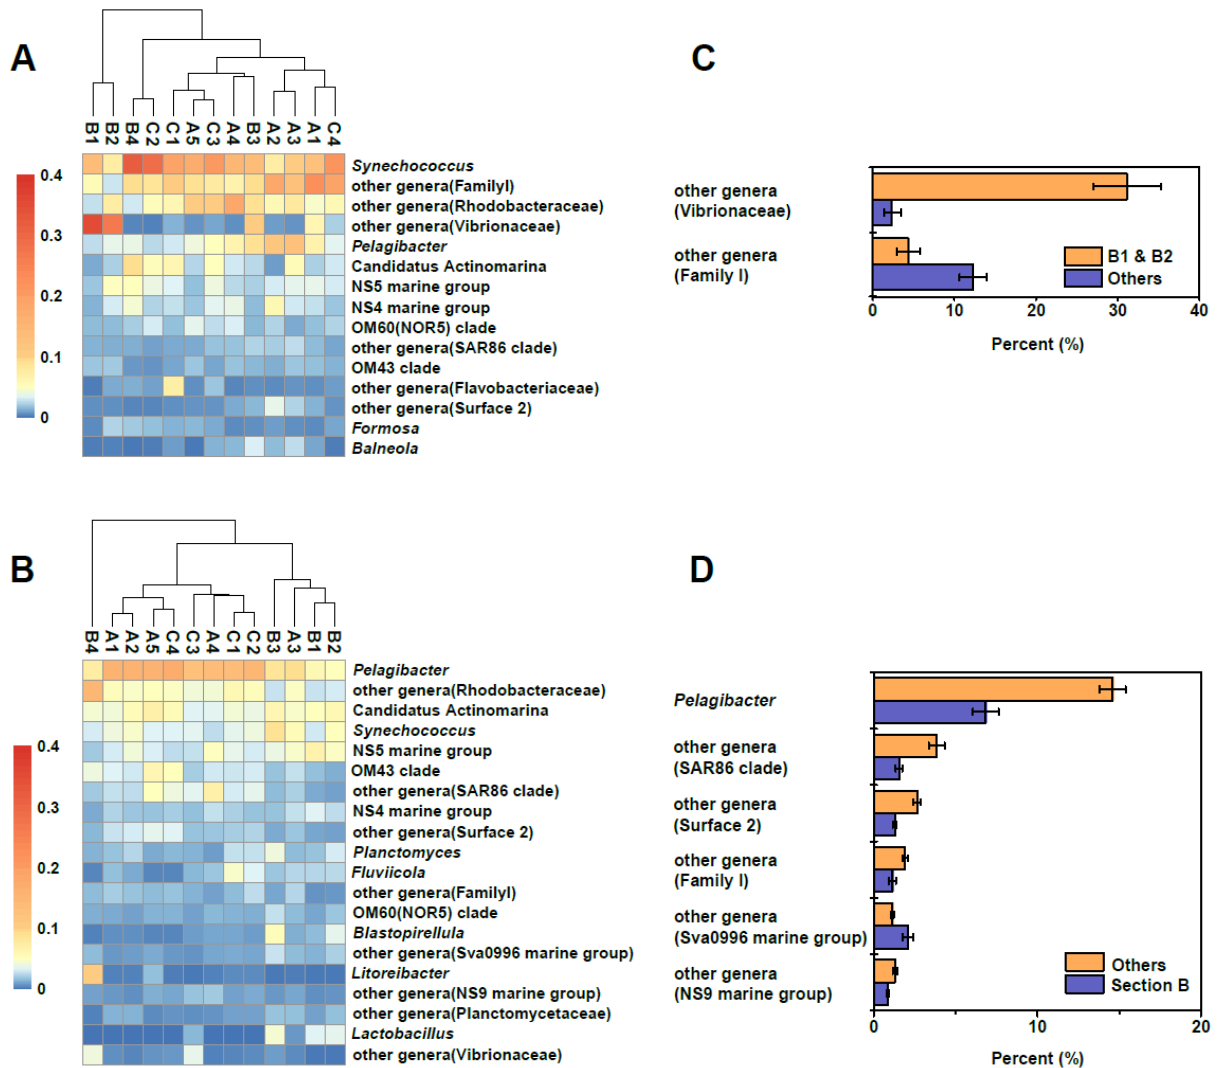 A
B1 B2 B4 C2 C1 A5 C3 A4 B3 A2 A3 A1 C4
0.4
0.3
0.2
0.1
0
Synechococcus
other genera(FamilyI)
other genera(Rhodobacteraceae)
other genera(Vibrionaceae)
Pelagibacter
Candidatus Actinomarina
NS5 marine group
NS4 marine group
OM60(NOR5) clade
other genera(SAR86 clade)
OM43 clade
other genera(Flavobacteriaceae)
other genera(Surface 2)
Formosa
Balneola
C
other genera
(Vibrionaceae)
other genera
(Family I)
B1 & B2
Others
0 10 20 30 40
Percent (%)
B
B4 A1 A2 A5 C4 C3 A4 C1 C2 B3 A3 B1 B2
0.4
0.3
0.2
0.1
0
Pelagibacter
other genera(Rhodobacteraceae)
Candidatus Actinomarina
Synechococcus
NS5 marine group
OM43 clade
other genera(SAR86 clade)
NS4 marine group
other genera(Surface 2)
Planctomyces
Fluviicola
other genera(FamilyI)
OM60(NOR5) clade
Blastopirellula
other genera(Sva0996 marine group)
Litoreibacter
other genera(NS9 marine group)
other genera(Planctomycetaceae)
Lactobacillus
other genera(Vibrionaceae)
D
Pelagibacter
other genera
(SAR86 clade)
other genera
(Surface 2)
other genera
(Family I)
other genera
(Sva0996 marine group)
other genera
(NS9 marine group)
Others
Section B
0 10 20
Percent (%)